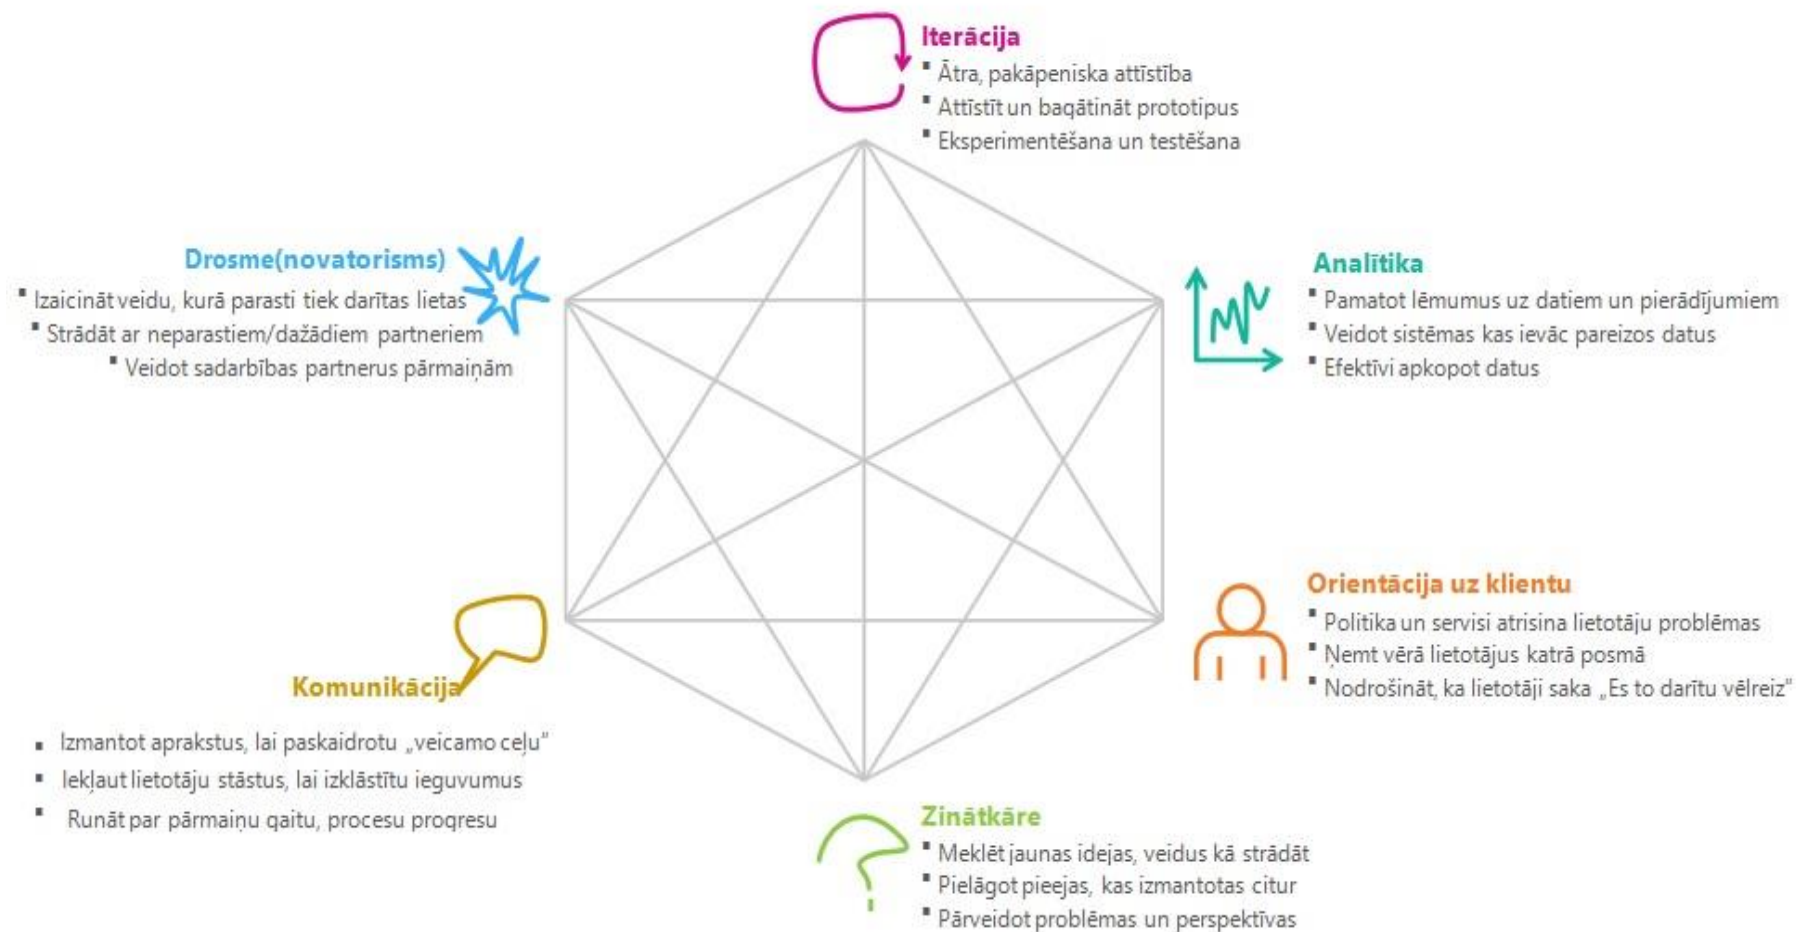 Iterācija
▪ Ātra, pakāpeniska attīstība
▪ Attīstīt un bagātināt prototipus
▪ Eksperimentēšana un testēšana
Drosme(novatorisms)
▪ Izaicināt veidu, kurā parasti tiek darītas lietas
▪ Strādāt ar neparastiem/dažādiem partneriem
▪ Veidot sadarbības partnerus pārmaiņām
Analītika
▪ Pamatot lēmumus uz datiem un pierādījumiem
▪ Veidot sistēmas kas ievāc pareizos datus
▪ Efektīvi apkopot datus
Orientācija uz klientu
▪ Politika un servisi atrisina lietotāju problēmas
▪ Ņemt vērā lietotājus katrā posmā
▪ Nodrošināt, ka lietotāji saka „Es to darītu vēlreiz"
Komunikācija
▪ Izmantot aprakstus, lai paskaidrotu „veicamo ceļu"
▪ Iekļaut lietotāju stāstus, lai izklāstītu ieguvumus
▪ Runāt par pārmaiņu gaitu, procesu progresu
Zinātkāre
▪ Meklēt jaunas idejas, veidus kā strādāt
▪ Pielāgot pieejas, kas izmantotas citur
▪ Pārveidot problēmas un perspektīvas